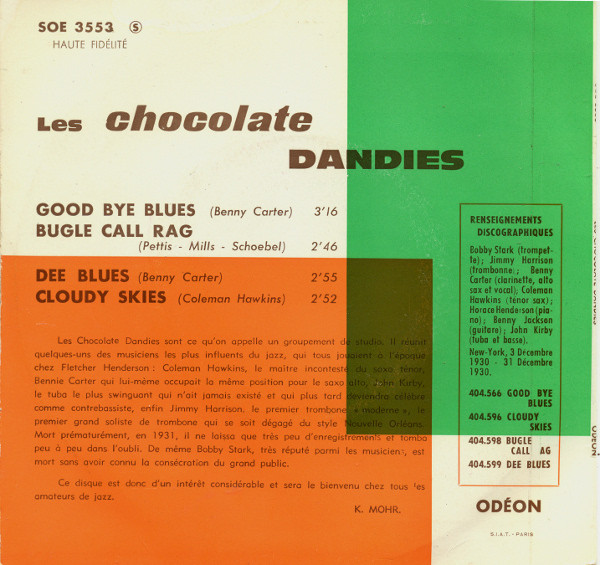 SOE 3553 S
HAUTE FIDÉLITÉ
Les chocolate
DANDIES
GOOD BYE BLUES (Benny Carter) 3'16
BUGLE CALL RAG
(Pettis - Mills - Schoebel) 2'46
DEE BLUES (Benny Carter) 2'55
CLOUDY SKIES (Coleman Hawkins) 2'52
Les Chocolate Dandies sont ce qu'on appelle un groupement de studio. Il réunit
quelques-uns des musiciens les plus influents du jazz, qui tous jouaient à l'époque
chez Fletcher Henderson : Coleman Hawkins, le maître incontesté du saxo ténor,
Bennie Carter qui lui-même occupait la même position pour le saxo alto, John Kirby,
le tuba le plus swinguant qui n'ait jamais existé et qui plus tard deviendra célèbre
comme contrebassiste, enfin Jimmy Harrison, le premier trombone « moderne », le
premier grand soliste de trombone qui se soit dégagé du style Nouvelle Orléans.
Mort prématurément, en 1931, il ne laissa que très peu d'enregistrements et tomba
peu à peu dans l'oubli. De même Bobby Stark, très réputé parmi les musiciens, est
mort sans avoir connu la consécration du grand public.
Ce disque est donc d'un intérêt considérable et sera le bienvenu chez tous les
amateurs de jazz.
K. MOHR.
RENSEIGNEMENTS
DISCOGRAPHIQUES
Bobby Stark (trompet-
te); Jimmy Harrison
(trombonne); Benny
Carter (clarinette, alto
sax et vocal); Coleman
Hawkins (ténor sax);
Horace Henderson (pia-
no); Benny Jackson
(guitare); John Kirby
(tuba et basse).
New-York, 3 Décembre
1930 - 31 Décembre
1930.
404.566 GOOD BYE
BLUES
404.596 CLOUDY
SKIES
404.598 BUGLE
CALL AG
404.599 DEE BLUES
ODÉON
S.I.A.T. - PARIS
ODÉON